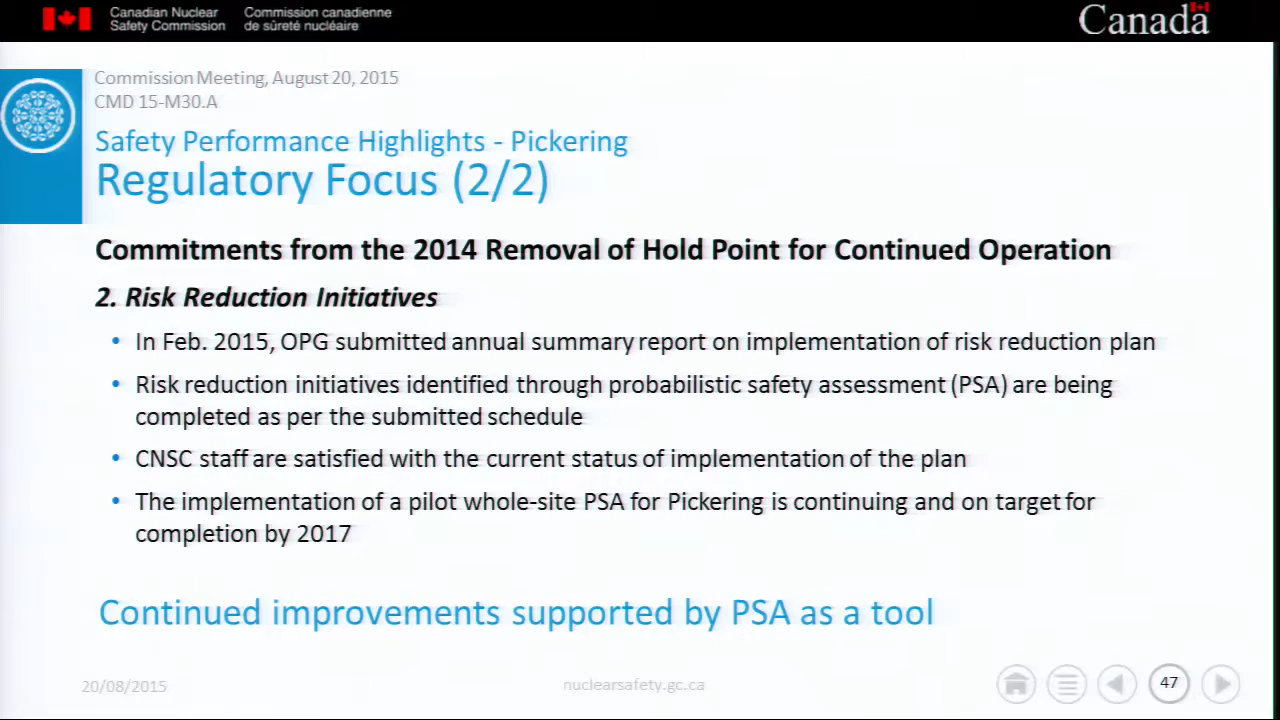 Canadian Nuclear
Safety Commission
Commission canadienne
de sûreté nucléaire
Canada
Commission Meeting, August 20, 2015
CMD 15-M30.A
Safety Performance Highlights - Pickering
Regulatory Focus (2/2)
Commitments from the 2014 Removal of Hold Point for Continued Operation
2. Risk Reduction Initiatives
• In Feb. 2015, OPG submitted annual summary report on implementation of risk reduction plan
• Risk reduction initiatives identified through probabilistic safety assessment (PSA) are being
completed as per the submitted schedule
• CNSC staff are satisfied with the current status of implementation of the plan
• The implementation of a pilot whole-site PSA for Pickering is continuing and on target for
completion by 2017
Continued improvements supported by PSA as a tool
20/08/2015
nuclearsafety.gc.ca
47